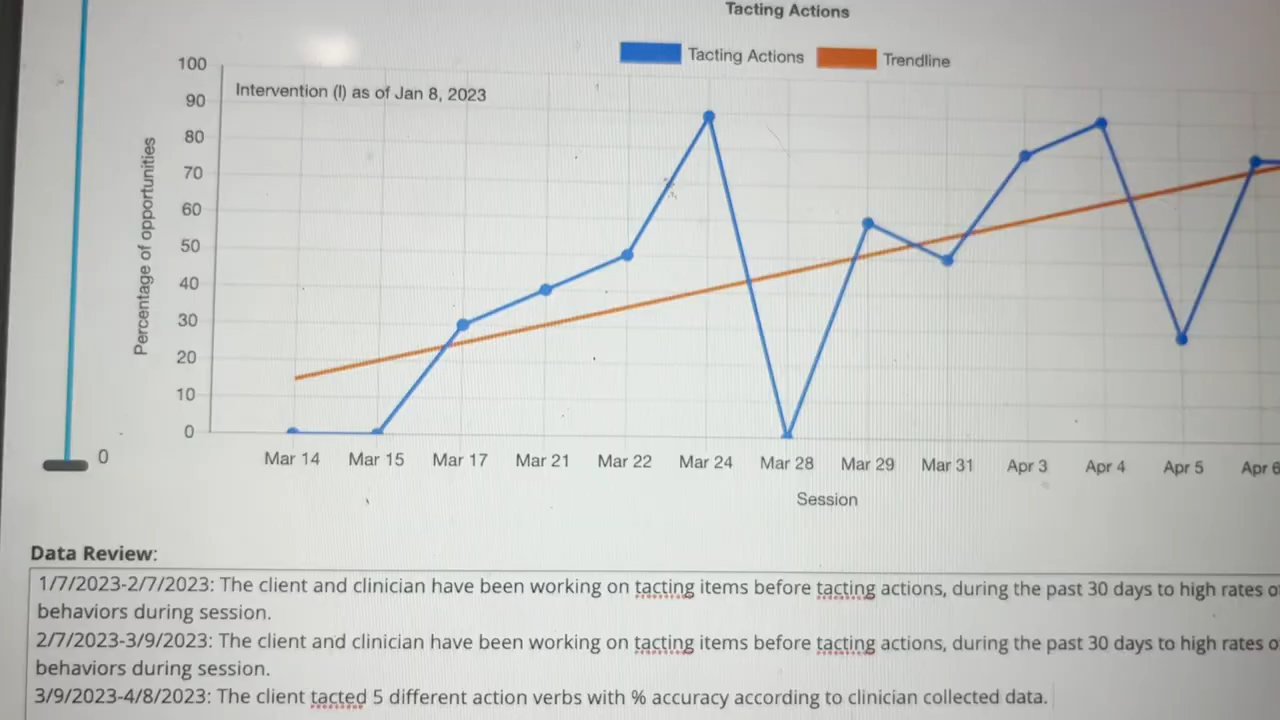 Tacting Actions
Tacting Actions Trendline
Intervention (I) as of Jan 8, 2023
Percentage of opportunities
100
90
80
70
60
50
40
30
20
10
0
0
Mar 14 Mar 15 Mar 17 Mar 21 Mar 22 Mar 24 Mar 28 Mar 29 Mar 31 Apr 3 Apr 4 Apr 5 Apr 6
Session
Data Review:
1/7/2023-2/7/2023: The client and clinician have been working on tacting items before tacting actions, during the past 30 days to high rates
behaviors during session.
2/7/2023-3/9/2023: The client and clinician have been working on tacting items before tacting actions, during the past 30 days to high rates
behaviors during session.
3/9/2023-4/8/2023: The client tacted 5 different action verbs with % accuracy according to clinician collected data.